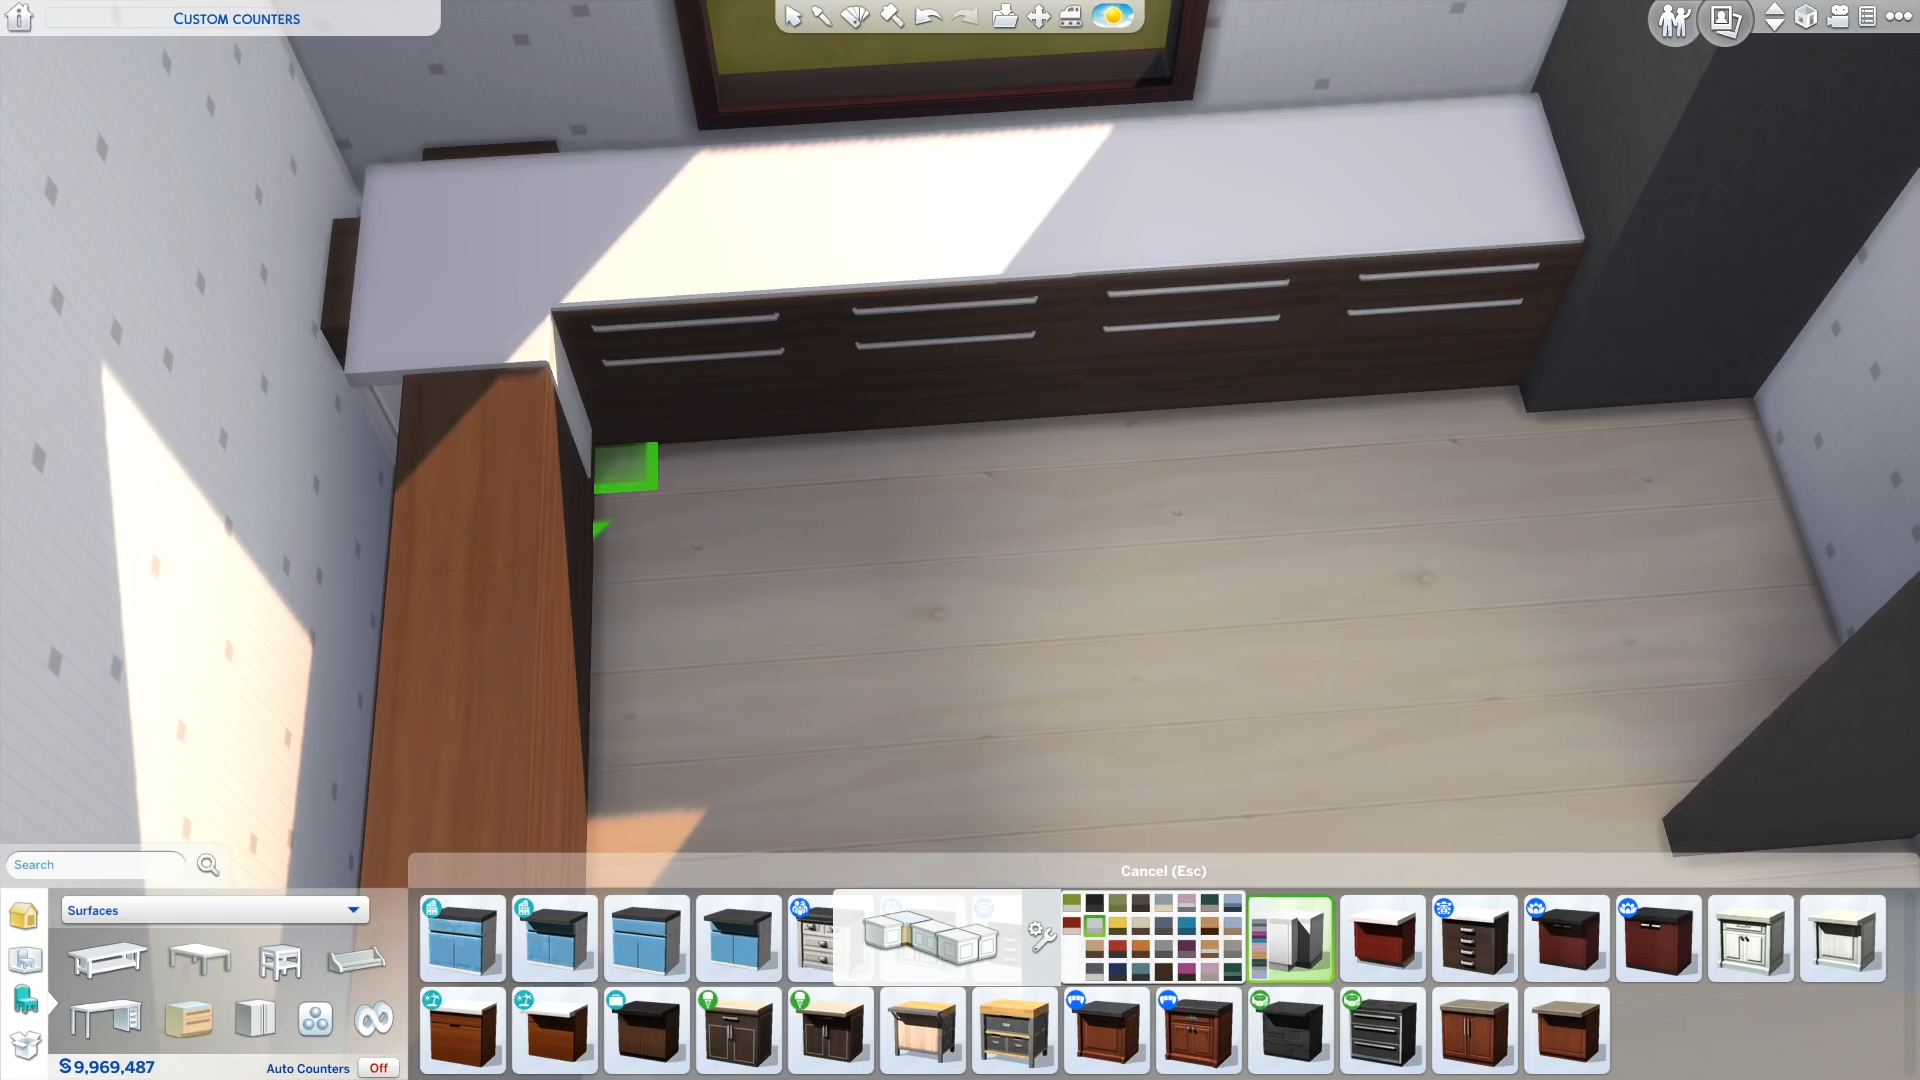 Custom counters
Cancel (Esc)
Search
Surfaces
§9,969,487
Auto Counters
Off